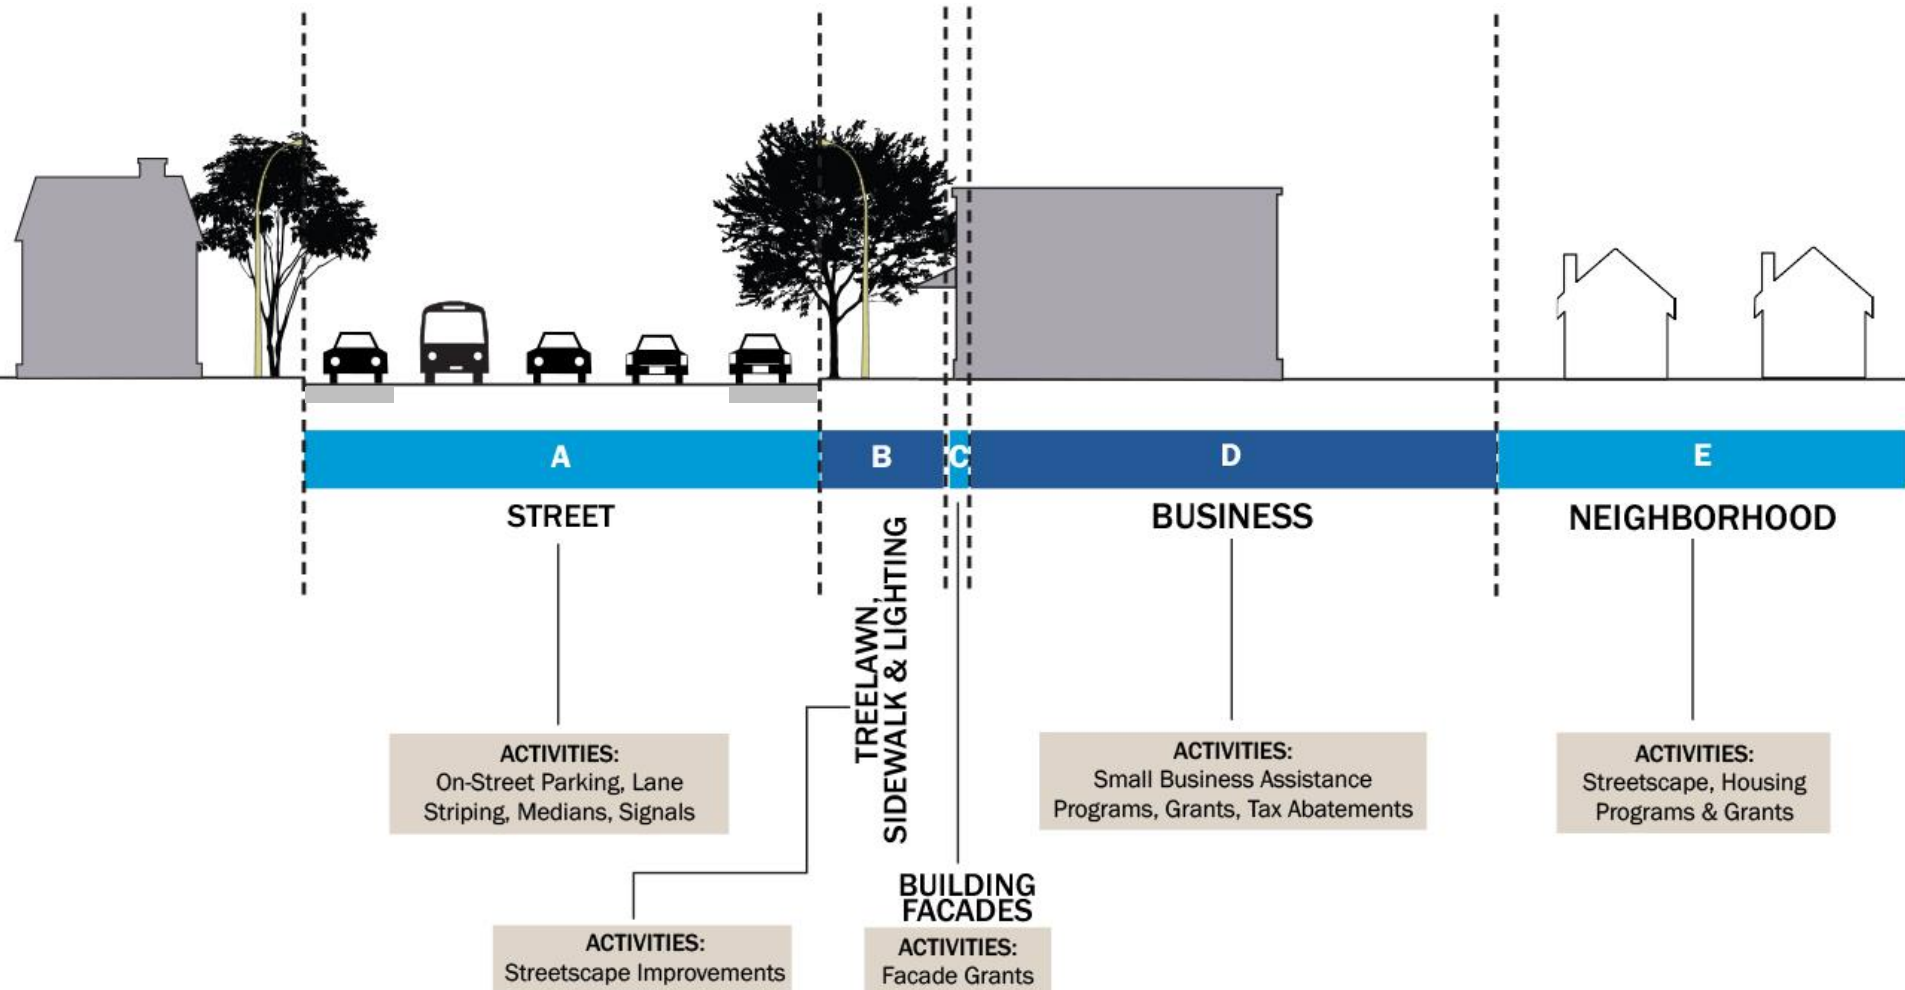 A
B
C
D
E
STREET
BUSINESS
NEIGHBORHOOD
TREELAWN,
SIDEWALK & LIGHTING
ACTIVITIES:
On-Street Parking, Lane
Striping, Medians, Signals
ACTIVITIES:
Small Business Assistance
Programs, Grants, Tax Abatements
ACTIVITIES:
Streetscape, Housing
Programs & Grants
BUILDING
FACADES
ACTIVITIES:
Streetscape Improvements
ACTIVITIES:
Facade Grants